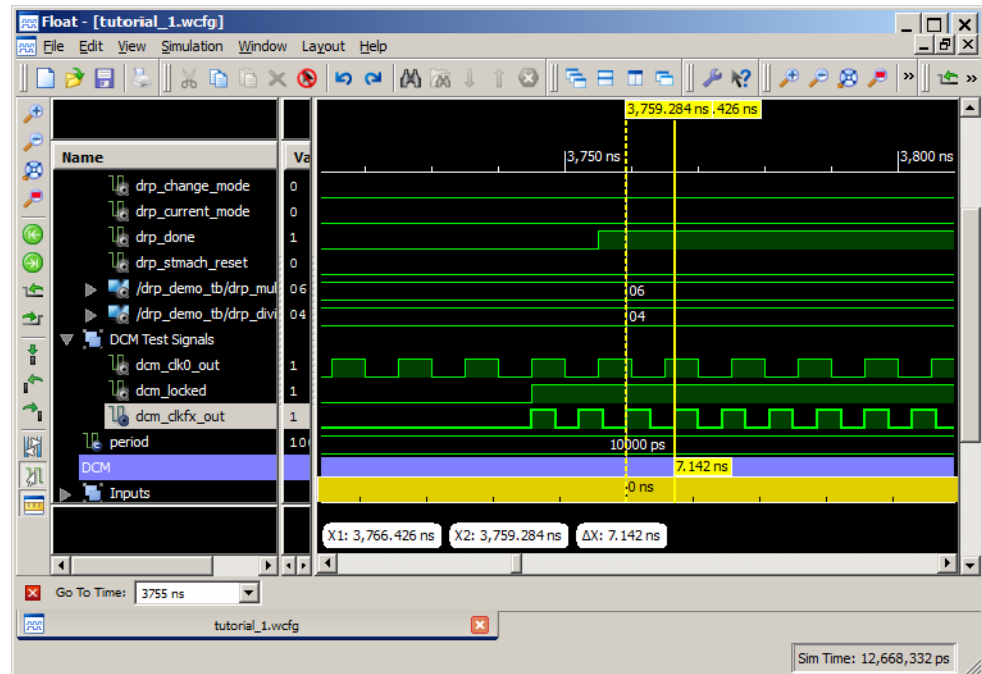 Float - [tutorial_1.wcfg]
File Edit View Simulation Window Layout Help
»
»
3,759.284 ns .426 ns
Name Va
3,750 ns 3,800 ns
drp_change_mode 0
drp_current_mode 0
drp_done 1
drp_stmach_reset 0
/drp_demo_tb/drp_mul 06 06
/drp_demo_tb/drp_divi 04 04
DCM Test Signals
dcm_clk0_out 1
dcm_locked 1
dcm_clkfx_out 1
period 10 10000 ps
DCM 7.142 ns
Inputs 0 ns
X1: 3,766.426 ns X2: 3,759.284 ns ΔX: 7.142 ns
Go To Time: 3755 ns
tutorial_1.wcfg
Sim Time: 12,668,332 ps